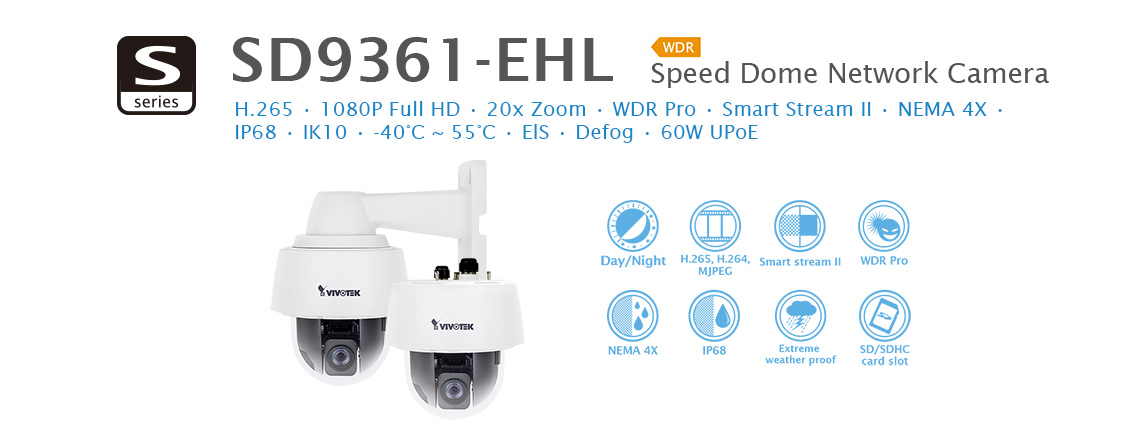 S
series
SD9361-EHL
WDR
Speed Dome Network Camera
H.265 · 1080P Full HD · 20x Zoom · WDR Pro · Smart Stream II · NEMA 4X ·
IP68 · IK10 · -40°C ~ 55°C · EIS · Defog · 60W UPoE
VIVOTEK
VIVOTEK
Day/Night
H.265, H.264,
MJPEG
Smart stream II
WDR Pro
NEMA 4X
IP68
Extreme
weather proof
SD
SD/SDHC
card slot